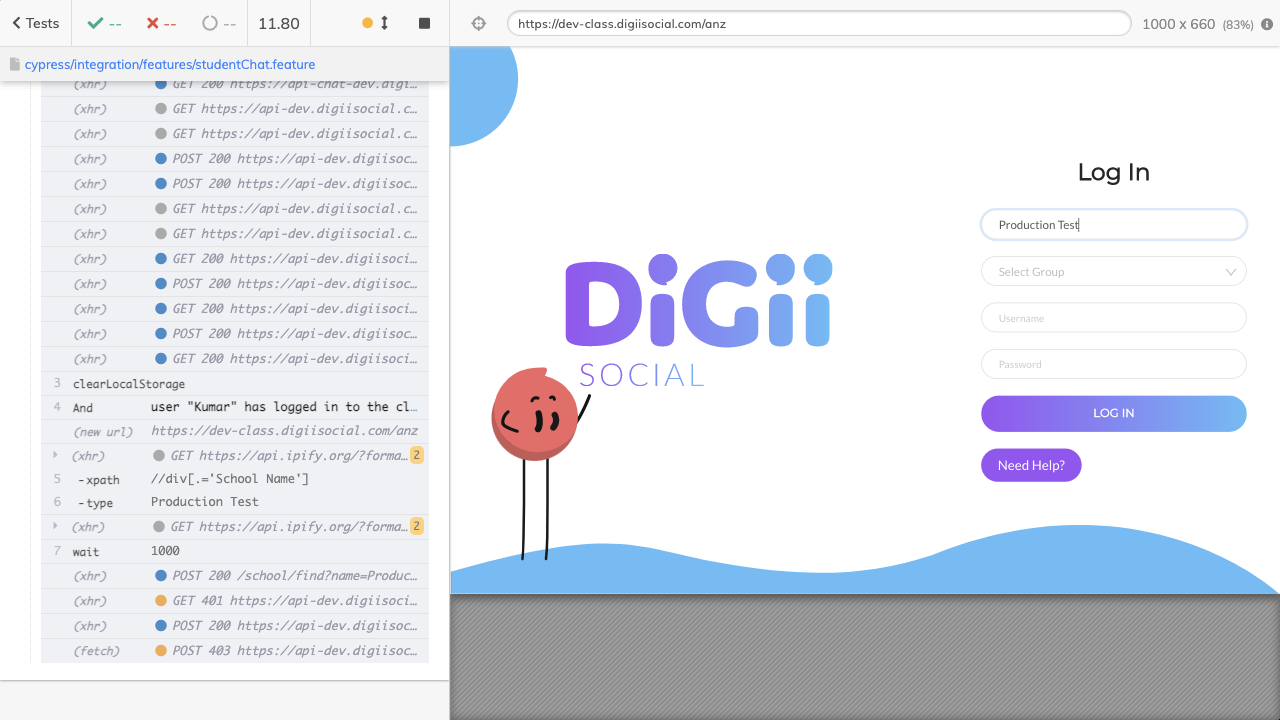 Tests
--
--
--
11.80
https://dev-class.digiisocial.com/anz
1000 x 660 (83%)
cypress/integration/features/studentChat.feature
(xhr) GET 200 https://api-chat-dev.digi…
(xhr) GET https://api-dev.digiisocial.c…
(xhr) GET https://api-dev.digiisocial.c…
(xhr) POST 200 https://api-dev.digiisoc…
(xhr) POST 200 https://api-dev.digiisoc…
(xhr) GET https://api-dev.digiisocial.c…
(xhr) GET https://api-dev.digiisocial.c…
(xhr) GET 200 https://api-dev.digiisoci…
(xhr) POST 200 https://api-dev.digiisoc…
(xhr) GET 200 https://api-dev.digiisoci…
(xhr) POST 200 https://api-dev.digiisoc…
(xhr) GET 200 https://api-dev.digiisoci…
3 clearLocalStorage
4 And user "Kumar" has logged in to the cl…
(new url) https://dev-class.digiisocial.com/anz
(xhr) GET https://api.ipify.org/?forma… 2
5 -xpath //div[.='School Name']
6 -type Production Test
(xhr) GET https://api.ipify.org/?forma… 2
7 wait 1000
(xhr) POST 200 /school/find?name=Produc…
(xhr) GET 401 https://api-dev.digiisoci…
(xhr) POST 200 https://api-dev.digiisoc…
(fetch) POST 403 https://api-dev.digiisoc…
DiGii
SOCIAL
Log In
Production Test
Select Group
Username
Password
LOG IN
Need Help?